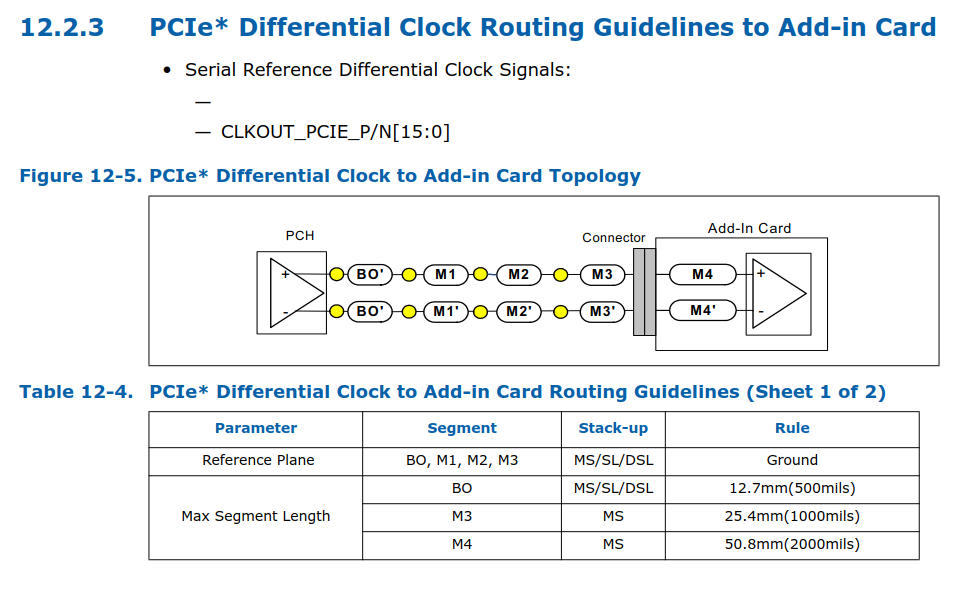 12.2.3 PCIe* Differential Clock Routing Guidelines to Add-in Card
• Serial Reference Differential Clock Signals:
—
— CLKOUT_PCIE_P/N[15:0]
Figure 12-5. PCIe* Differential Clock to Add-in Card Topology
PCH Connector Add-In Card
+ BO' M1 M2 M3 M4 +
- BO' M1' M2' M3' M4' -
Table 12-4. PCIe* Differential Clock to Add-in Card Routing Guidelines (Sheet 1 of 2)
Parameter Segment Stack-up Rule
Reference Plane BO, M1, M2, M3 MS/SL/DSL Ground
Max Segment Length BO MS/SL/DSL 12.7mm(500mils)
M3 MS 25.4mm(1000mils)
M4 MS 50.8mm(2000mils)